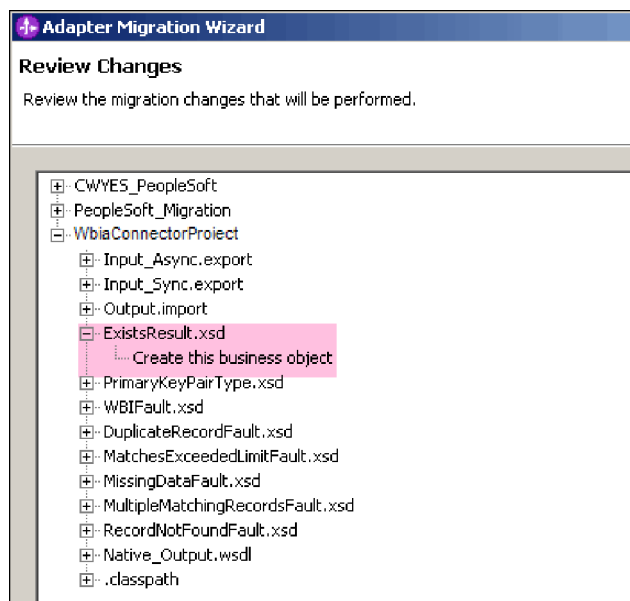 Adapter Migration Wizard
Review Changes
Review the migration changes that will be performed.
CWYES_PeopleSoft
PeopleSoft_Migration
WbiaConnectorProject
Input_Async.export
Input_Sync.export
Output.import
ExistsResult.xsd
Create this business object
PrimaryKeyPairType.xsd
WBIFault.xsd
DuplicateRecordFault.xsd
MatchesExceededLimitFault.xsd
MissingDataFault.xsd
MultipleMatchingRecordsFault.xsd
RecordNotFoundFault.xsd
Native_Output.wsdl
.classpath